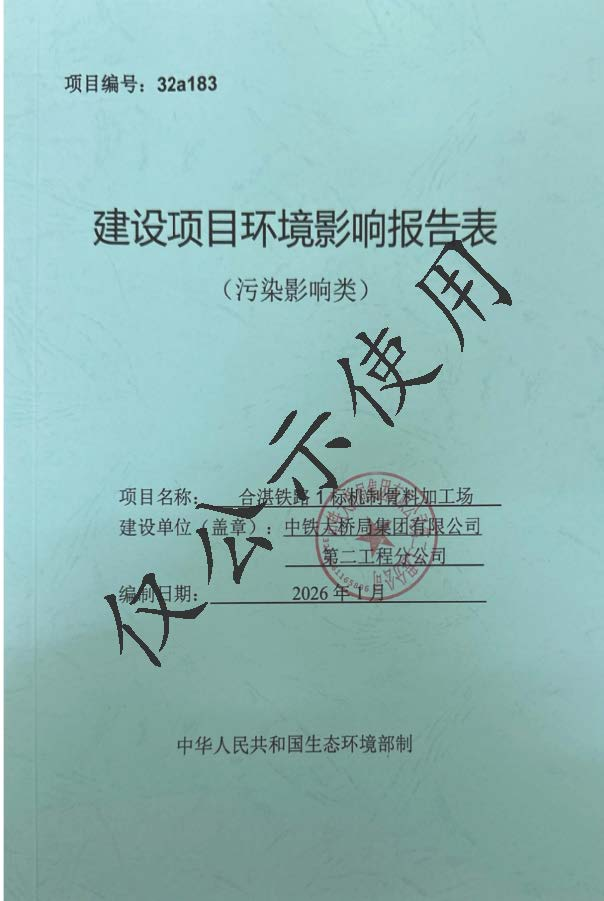 项目编号：32a183
建设项目环境影响报告表
（污染影响类）
项目名称： 合湛铁路1标机制骨料加工场
建设单位（盖章）：中铁大桥局集团有限公司
第二工程分公司
编制日期： 2026年1月
中华人民共和国生态环境部制
仅公示使用